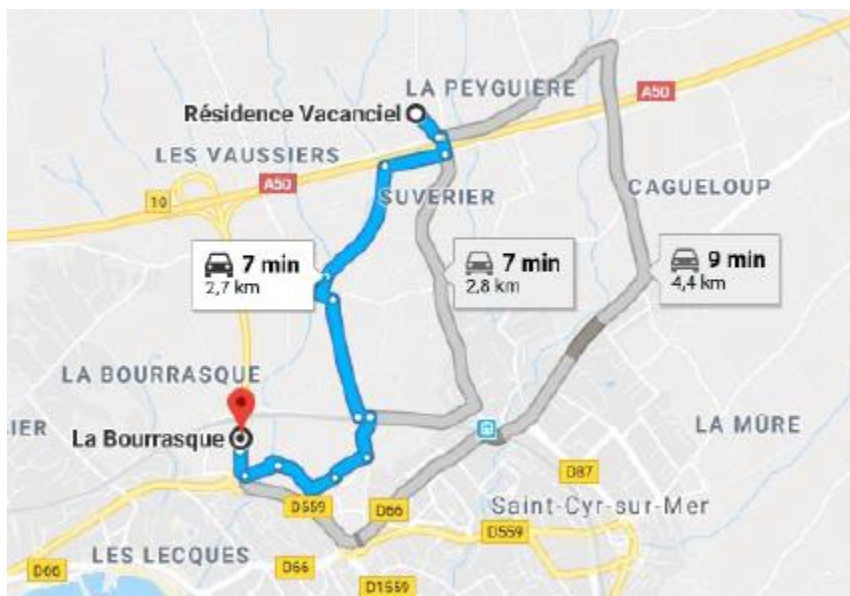 LA PEYGUIÈRE
A50
Résidence Vacanciel
LES VAUSSIERS
A50
SUVERIER
CAGUELOUP
10
7 min
2,7 km
7 min
2,8 km
9 min
4,4 km
LA BOURRASQUE
IER
La Bourrasque
LA MÛRE
D87
D559
D66
Saint-Cyr-sur-Mer
D559
LES LECQUES
D66
D66
D1559